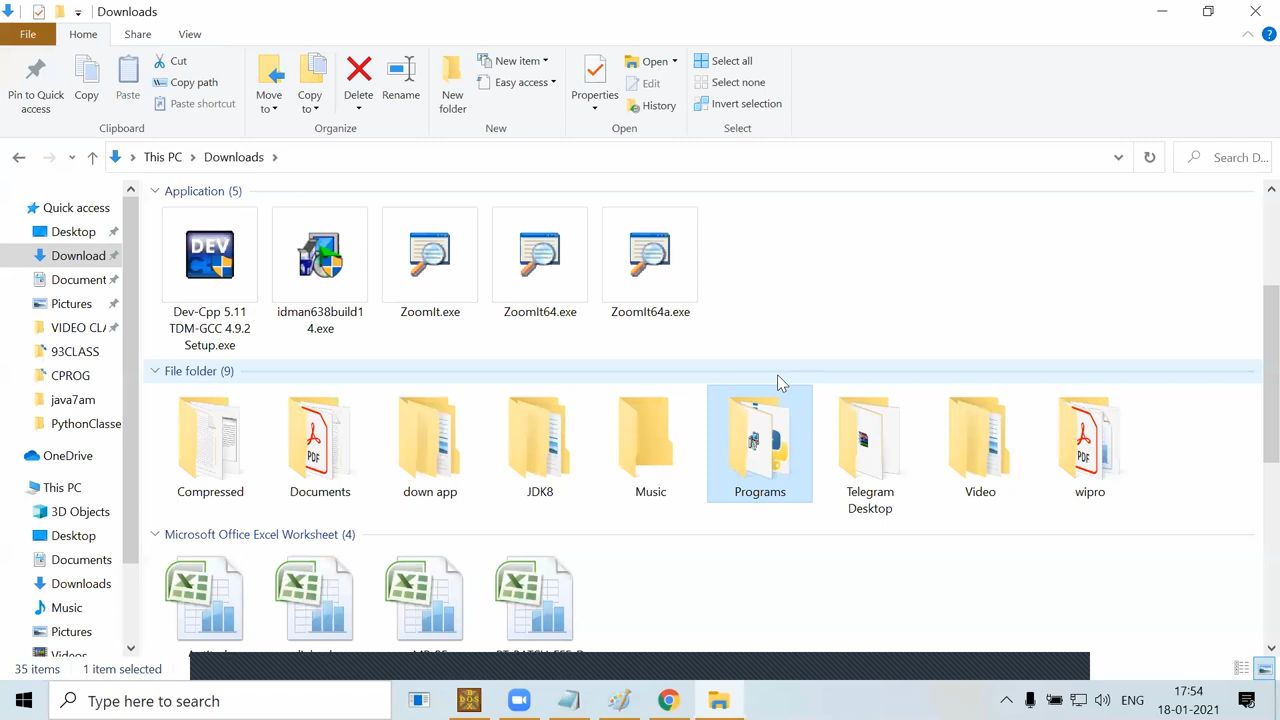 Downloads
File
Home
Share
View
Pin to Quick
access
Copy
Paste
Cut
Copy path
Paste shortcut
Clipboard
Move
to
Copy
to
Delete
Rename
Organize
New
folder
New item
Easy access
New
Properties
Open
Edit
History
Open
Select all
Select none
Invert selection
Select
This PC
Downloads
Search D...
Quick access
Desktop
Download
Document
Pictures
VIDEO CLA
93CLASS
CPROG
java7am
PythonClasse
OneDrive
This PC
3D Objects
Desktop
Documents
Downloads
Music
Pictures
Videos
Application (5)
DEV
Dev-Cpp 5.11
TDM-GCC 4.9.2
Setup.exe
idman638build1
4.exe
ZoomIt.exe
ZoomIt64.exe
ZoomIt64a.exe
File folder (9)
Compressed
PDF
Documents
down app
JDK8
Music
Programs
Telegram
Desktop
Video
PDF
wipro
Microsoft Office Excel Worksheet (4)
35 items
1 item selected
Type here to search
ENG
17:54
18-01-2021